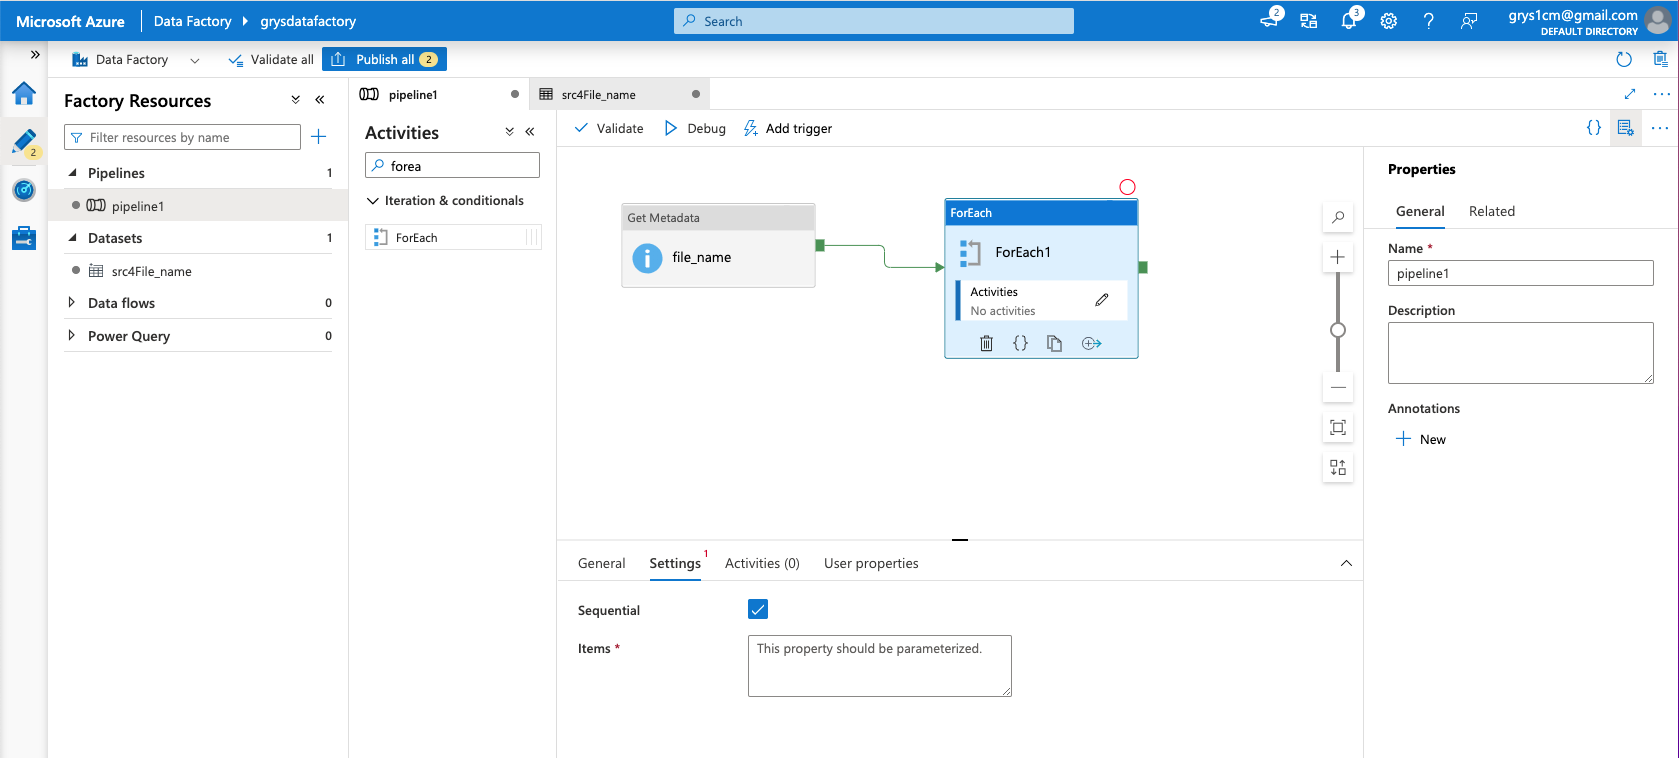 Microsoft Azure
Data Factory
grysdatafactory
Search
2
3
grys1cm@gmail.com
DEFAULT DIRECTORY
Data Factory
Validate all
Publish all 2
2
Factory Resources
Filter resources by name
Pipelines 1
pipeline1
Datasets 1
src4File_name
Data flows 0
Power Query 0
pipeline1
src4File_name
Activities
forea
Iteration & conditionals
ForEach
Validate
Debug
Add trigger
{}
Get Metadata
file_name
ForEach
ForEach1
Activities
No activities
{}
General
Settings 1
Activities (0)
User properties
Sequential
Items *
This property should be parameterized.
Properties
General
Related
Name *
pipeline1
Description
Annotations
New